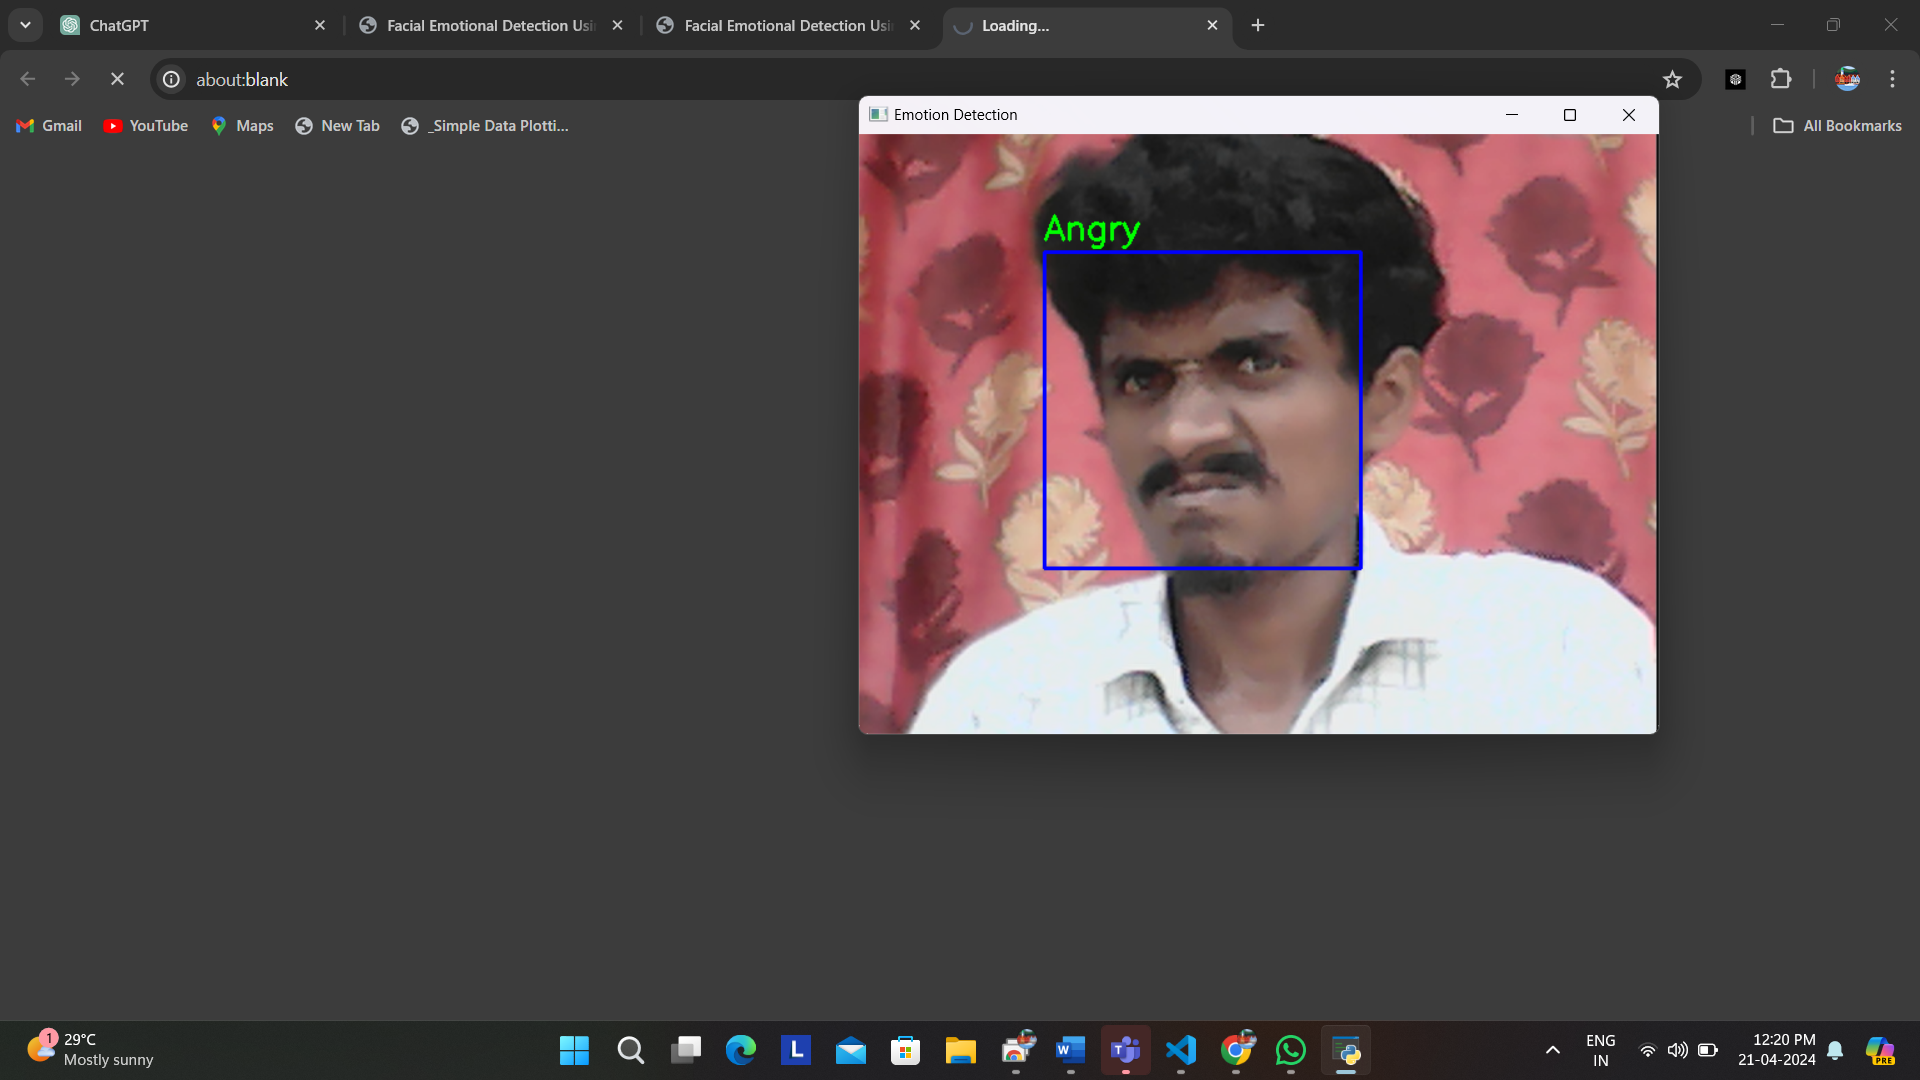 ChatGPT
Facial Emotional Detection Usi
Facial Emotional Detection Usi
Loading...
about:blank
Gmail
YouTube
Maps
New Tab
_Simple Data Plotti...
All Bookmarks
Emotion Detection
Angry
1
29°C
Mostly sunny
L
W
T
PRE
ENG
IN
12:20 PM
21-04-2024